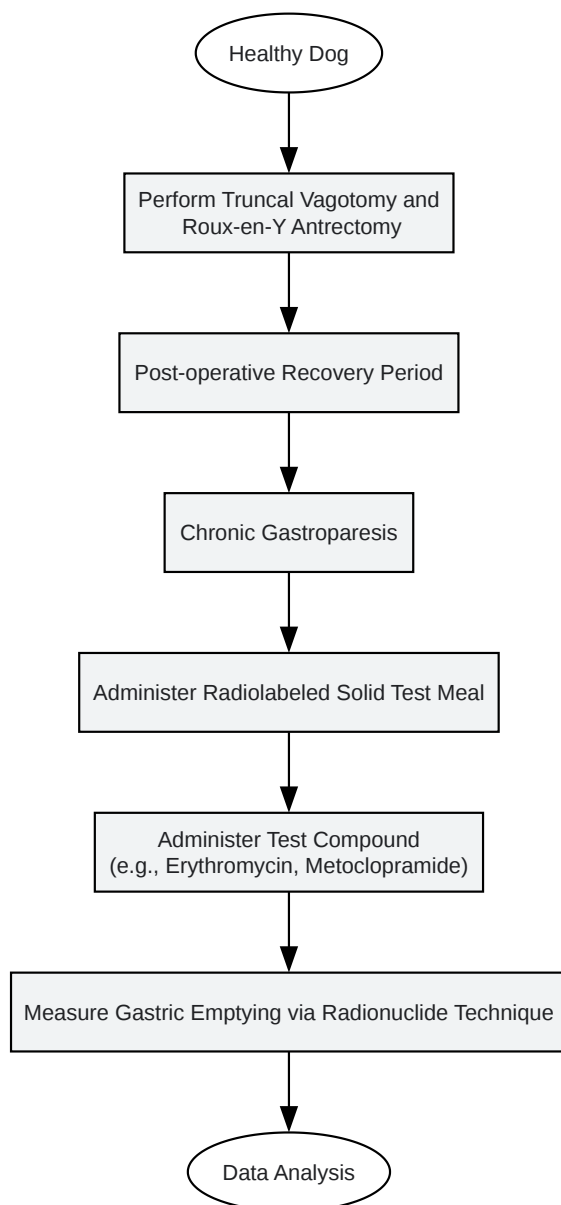 Healthy Dog
Perform Truncal Vagotomy and
Roux-en-Y Antrectomy
Post-operative Recovery Period
Chronic Gastroparesis
Administer Radiolabeled Solid Test Meal
Administer Test Compound
(e.g., Erythromycin, Metoclopramide)
Measure Gastric Emptying via Radionuclide Technique
Data Analysis